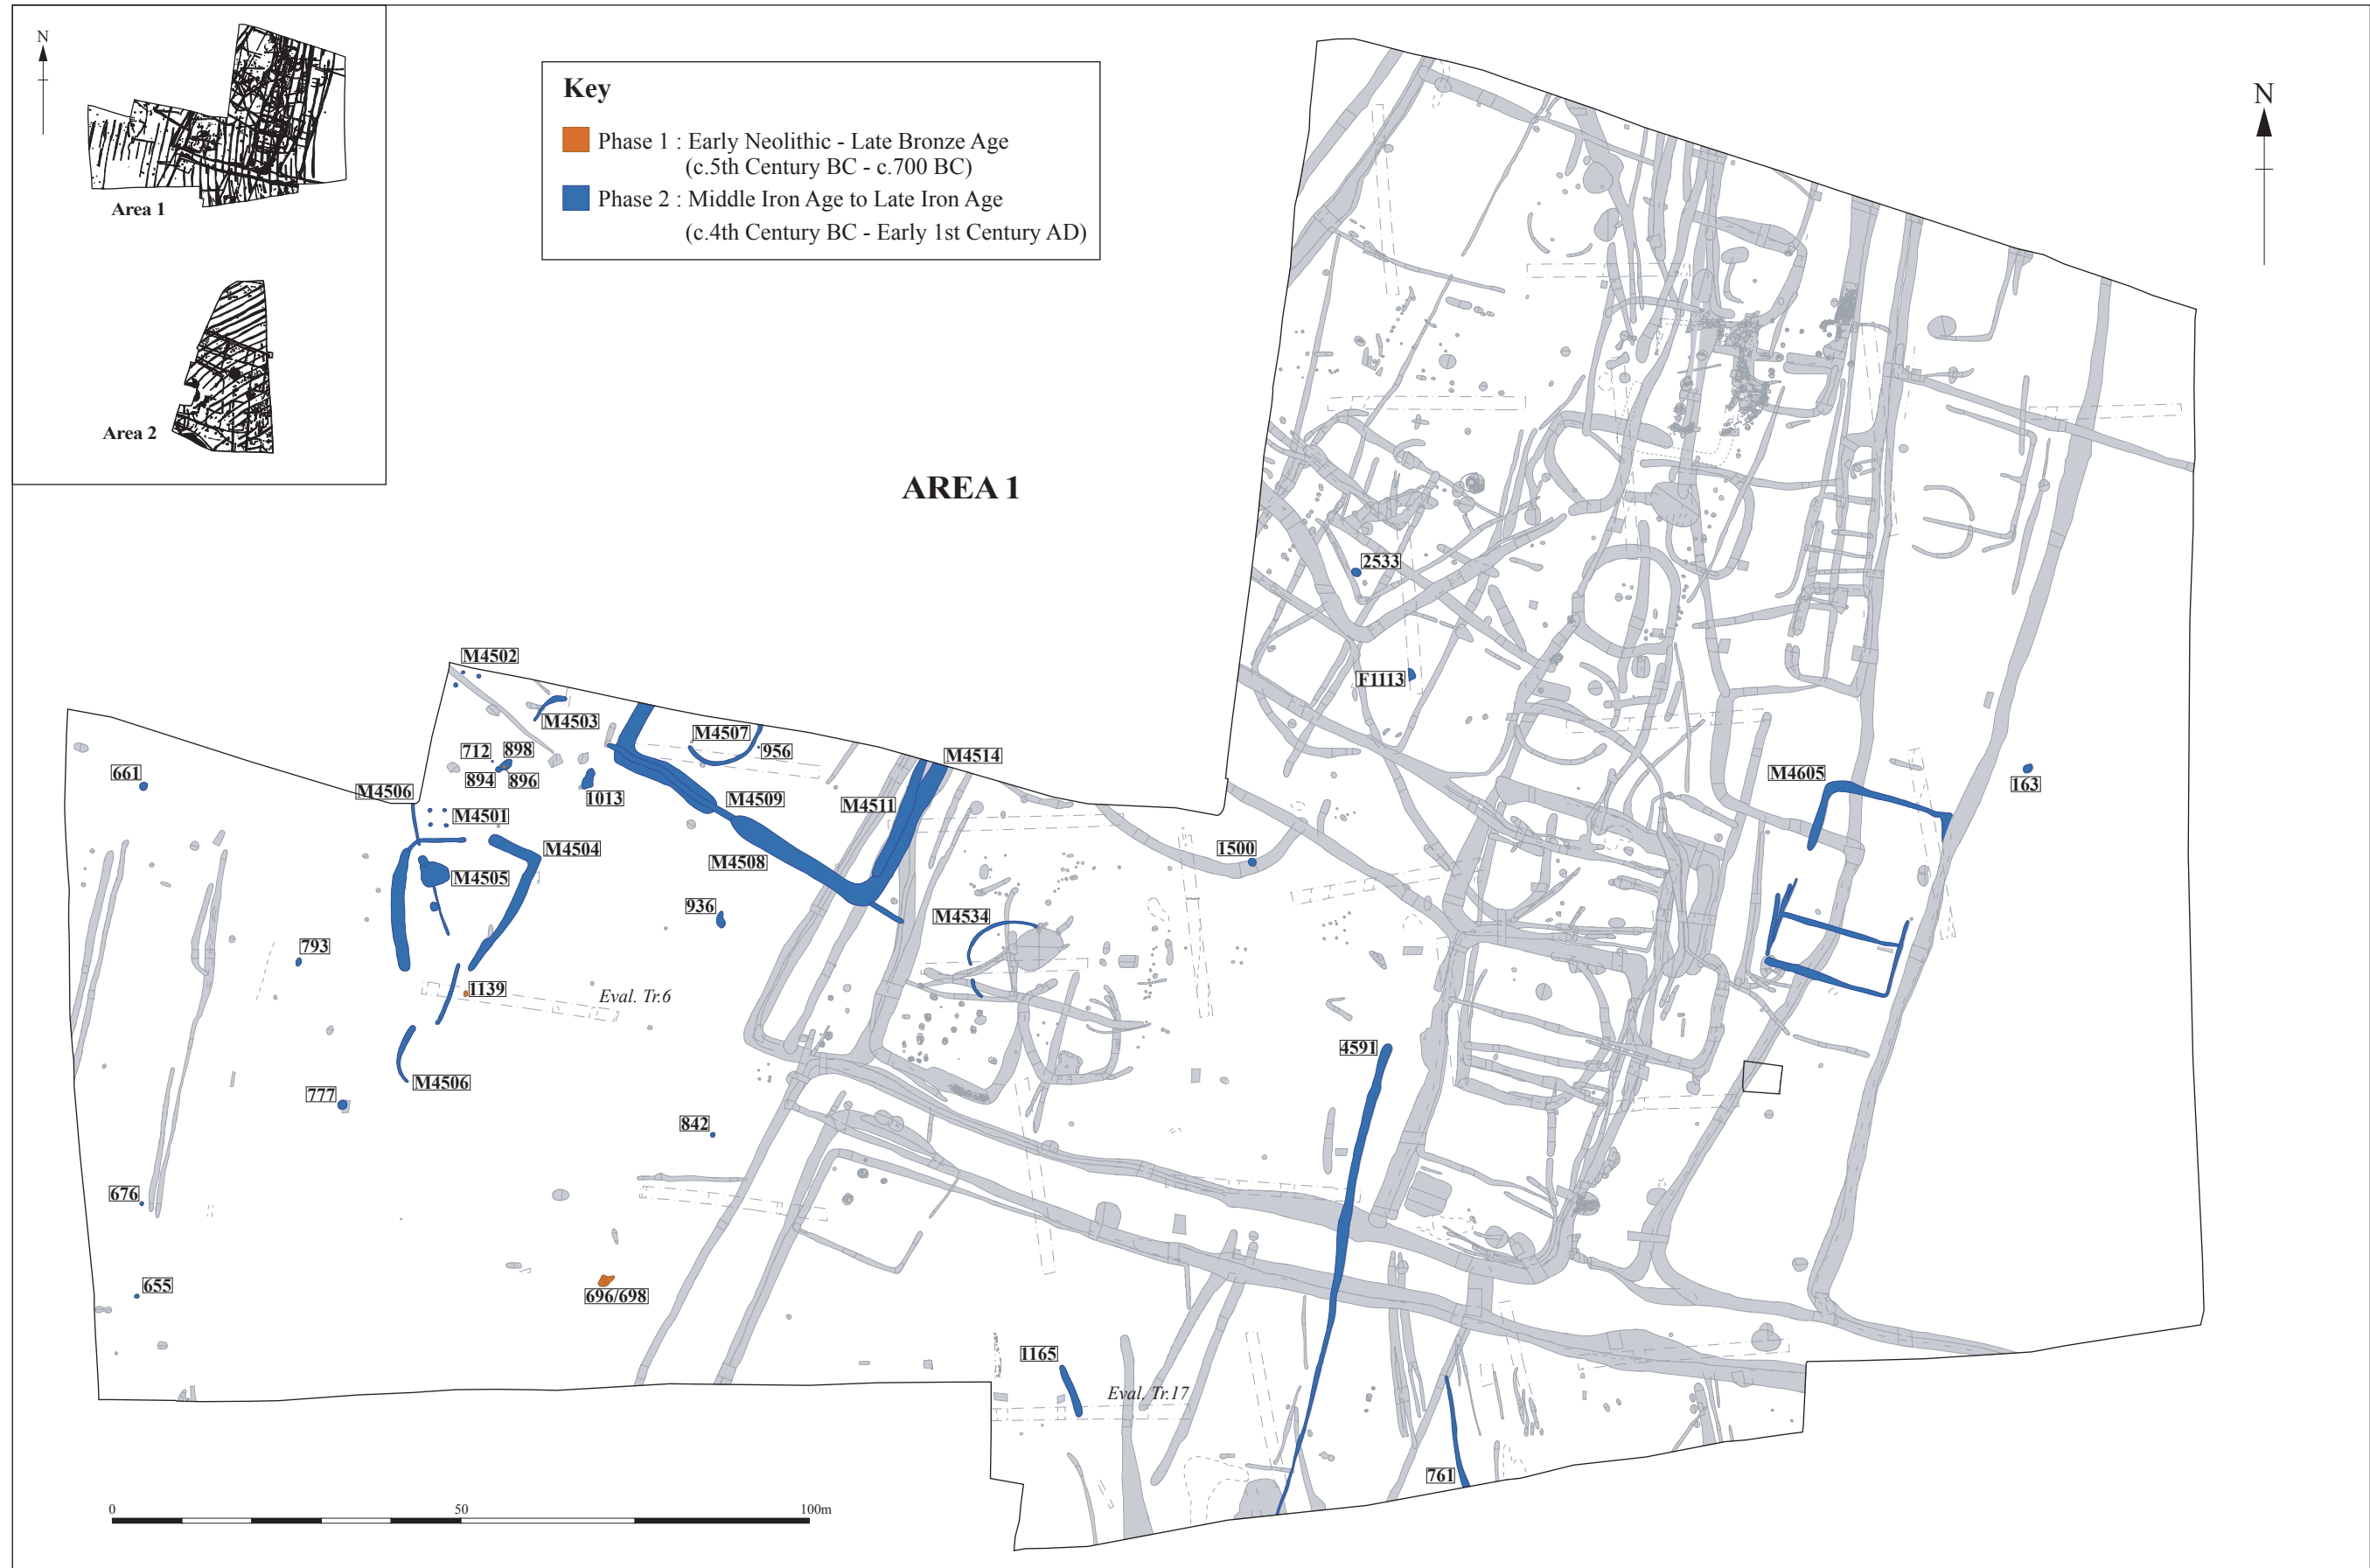 N
Area 1
Area 2
Key
Phase 1 : Early Neolithic - Late Bronze Age
(c.5th Century BC - c.700 BC)
Phase 2 : Middle Iron Age to Late Iron Age
(c.4th Century BC - Early 1st Century AD)
N
AREA 1
2533
F1113
M4502
M4503
M4507
956
712
898
894
896
1013
M4514
661
M4506
M4509
M4511
M4605
163
M4501
M4504
M4508
1500
M4505
936
M4534
793
1139
Eval. Tr.6
4591
M4506
777
842
676
655
696/698
1165
Eval. Tr.17
761
0
50
100m